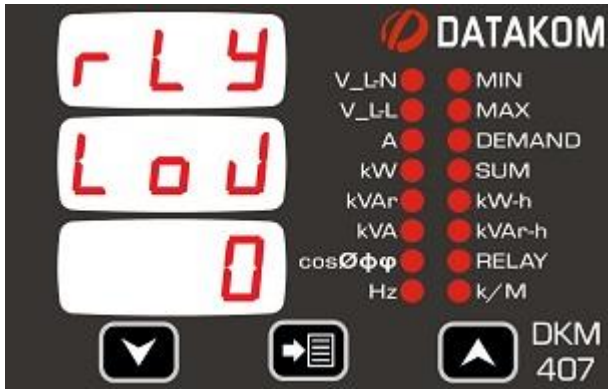 DATAKOM
rLY
LoW
0
V_L-N MIN
V_L-L MAX
A DEMAND
kW SUM
kVAr kW-h
kVA kVAr-h
cosØφφ RELAY
Hz k/M
DKM
407